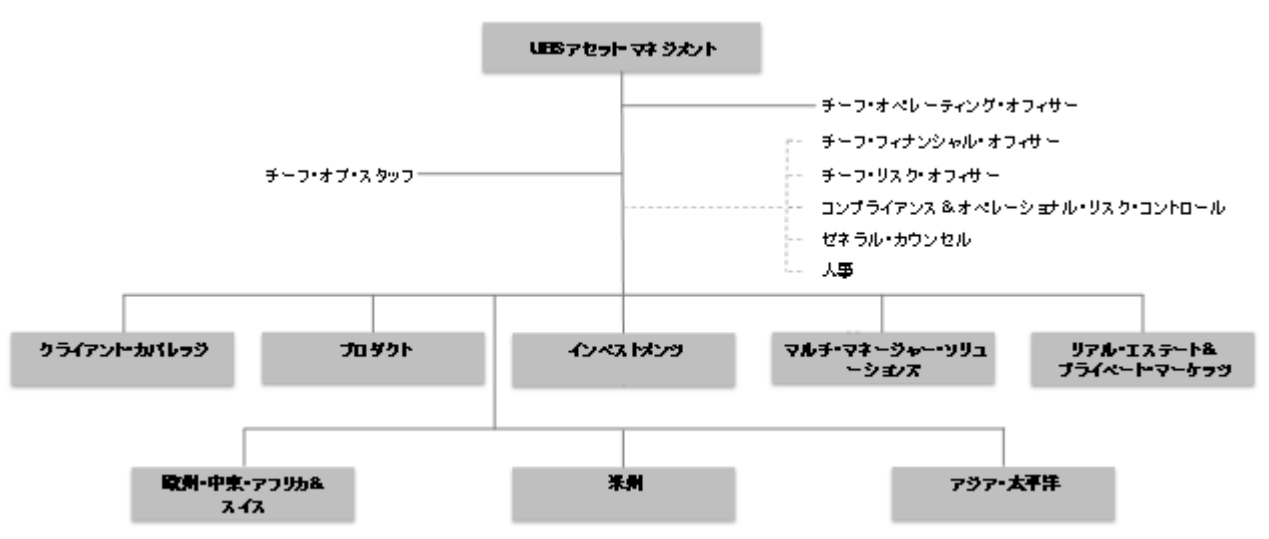 UBSアセット・マネジメント
チーフ・オペレーティング・オフィサー
チーフ・フィナンシャル・オフィサー
チーフ・オブ・スタッフ
チーフ・リスク・オフィサー
コンプライアンス&オペレーショナル・リスク・コントロール
ゼネラル・カウンセル
人事
クライアント・カバレッジ
プロダクト
インベストメンツ
マルチ・マネージャー・ソリュ
ーションズ
リアル・エステート&
プライベート・マーケッツ
欧州・中東・アフリカ&
スイス
米州
アジア・太平洋